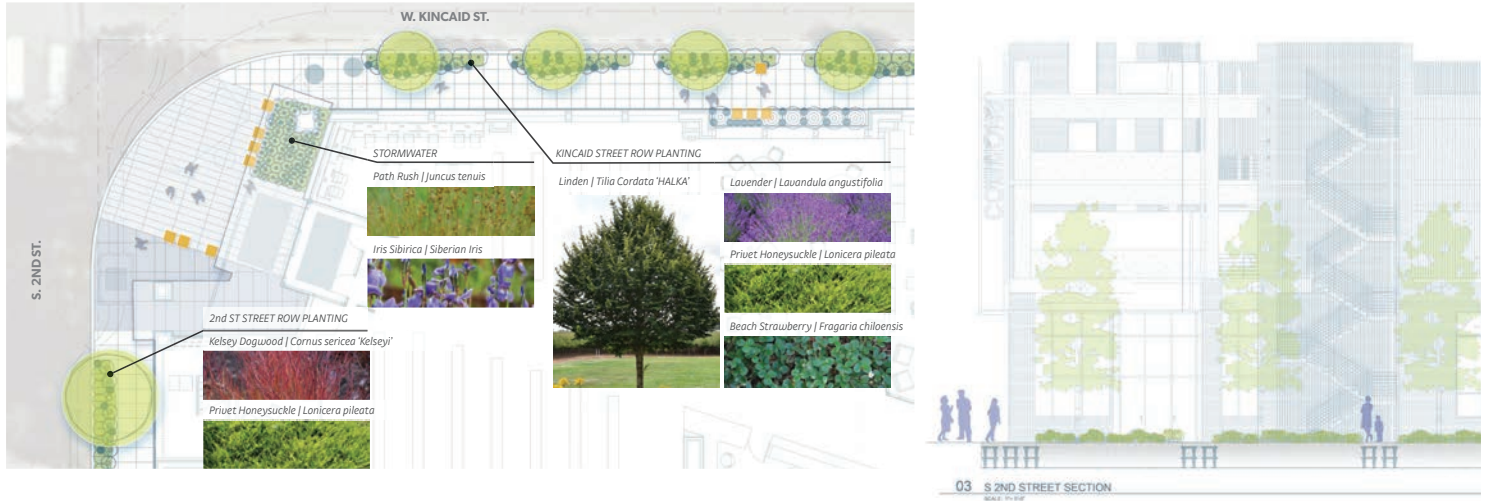 W. KINCAID ST.
S. 2ND ST.
STORMWATER
Path Rush | Juncus tenuis
Iris Sibirica | Siberian Iris
KINCAID STREET ROW PLANTING
Linden | Tilia Cordata 'HALKA'
Lavender | Lavandula angustifolia
Privet Honeysuckle | Lonicera pileata
Beach Strawberry | Fragaria chiloensis
2nd ST STREET ROW PLANTING
Kelsey Dogwood | Cornus sericea 'Kelseyi'
Privet Honeysuckle | Lonicera pileata
03 S 2ND STREET SECTION